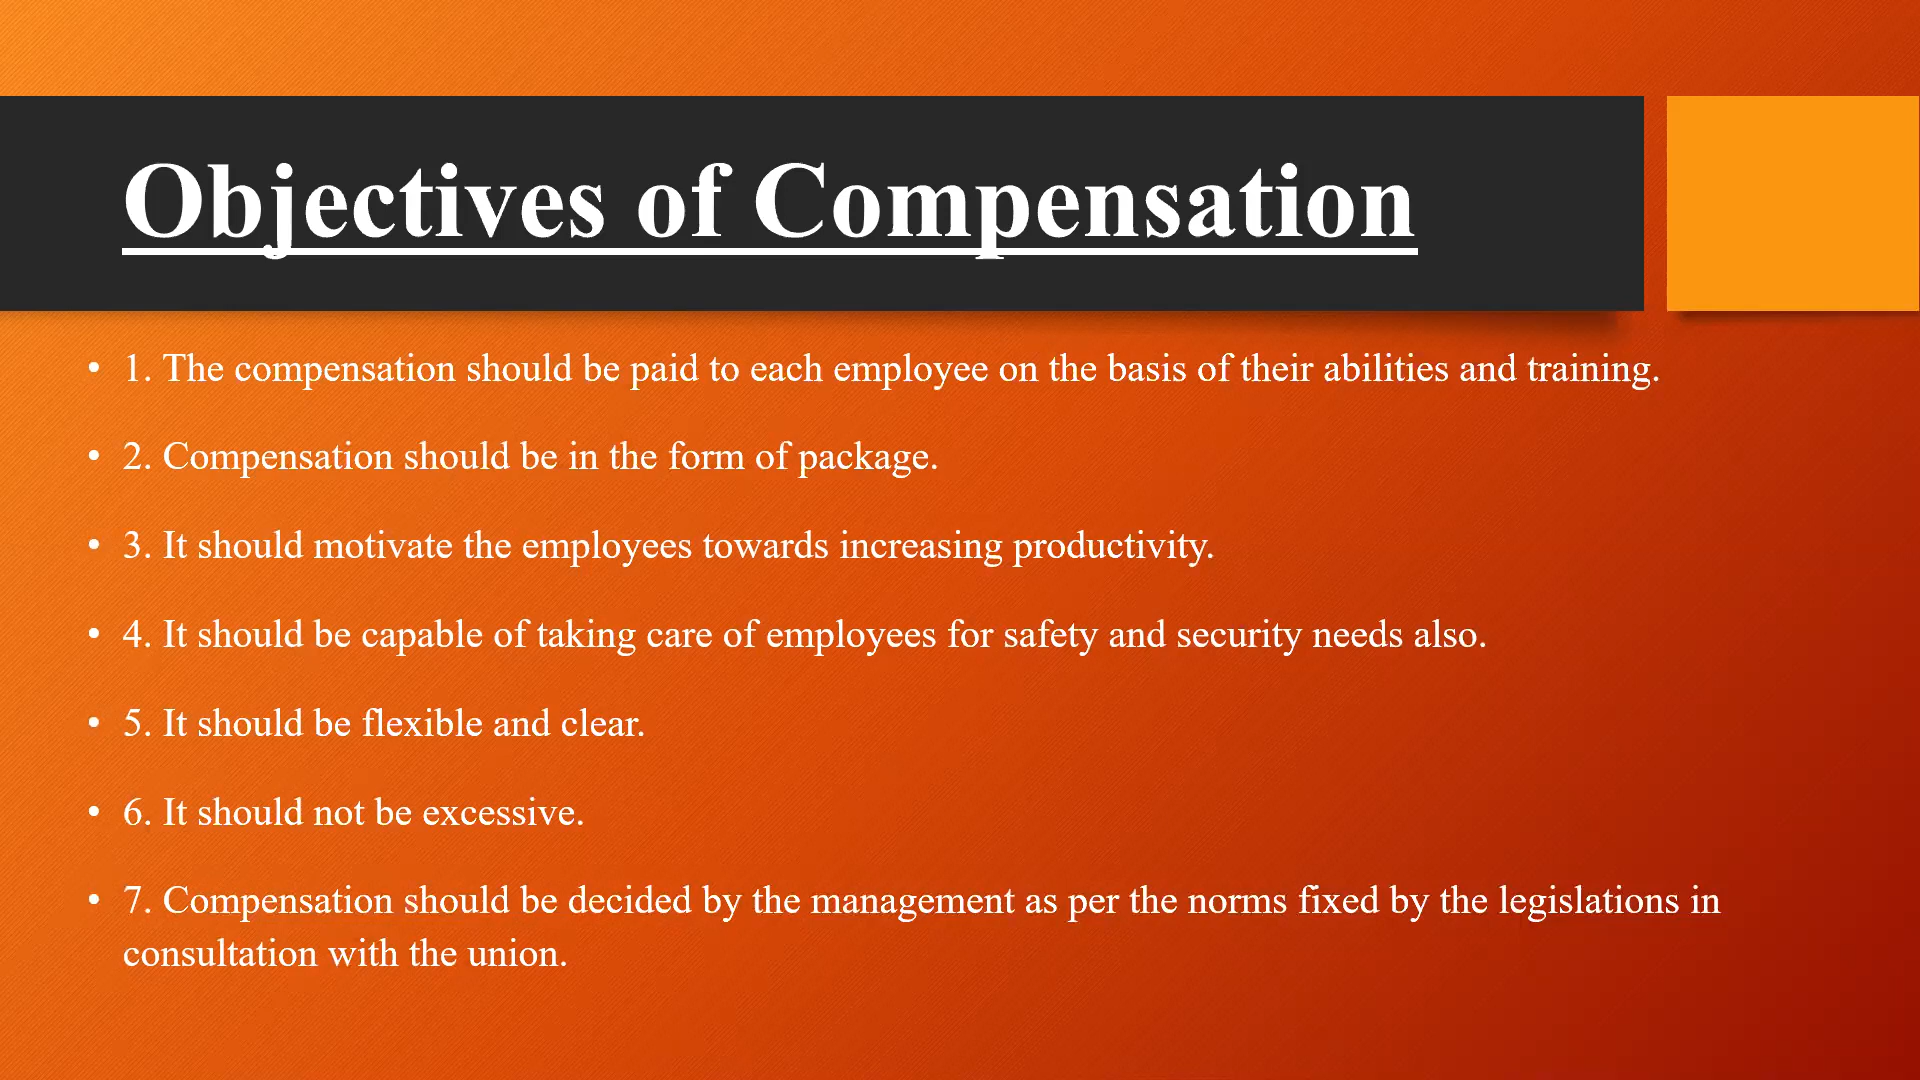 Objectives of Compensation
• 1. The compensation should be paid to each employee on the basis of their abilities and training.
• 2. Compensation should be in the form of package.
• 3. It should motivate the employees towards increasing productivity.
• 4. It should be capable of taking care of employees for safety and security needs also.
• 5. It should be flexible and clear.
• 6. It should not be excessive.
• 7. Compensation should be decided by the management as per the norms fixed by the legislations in
consultation with the union.